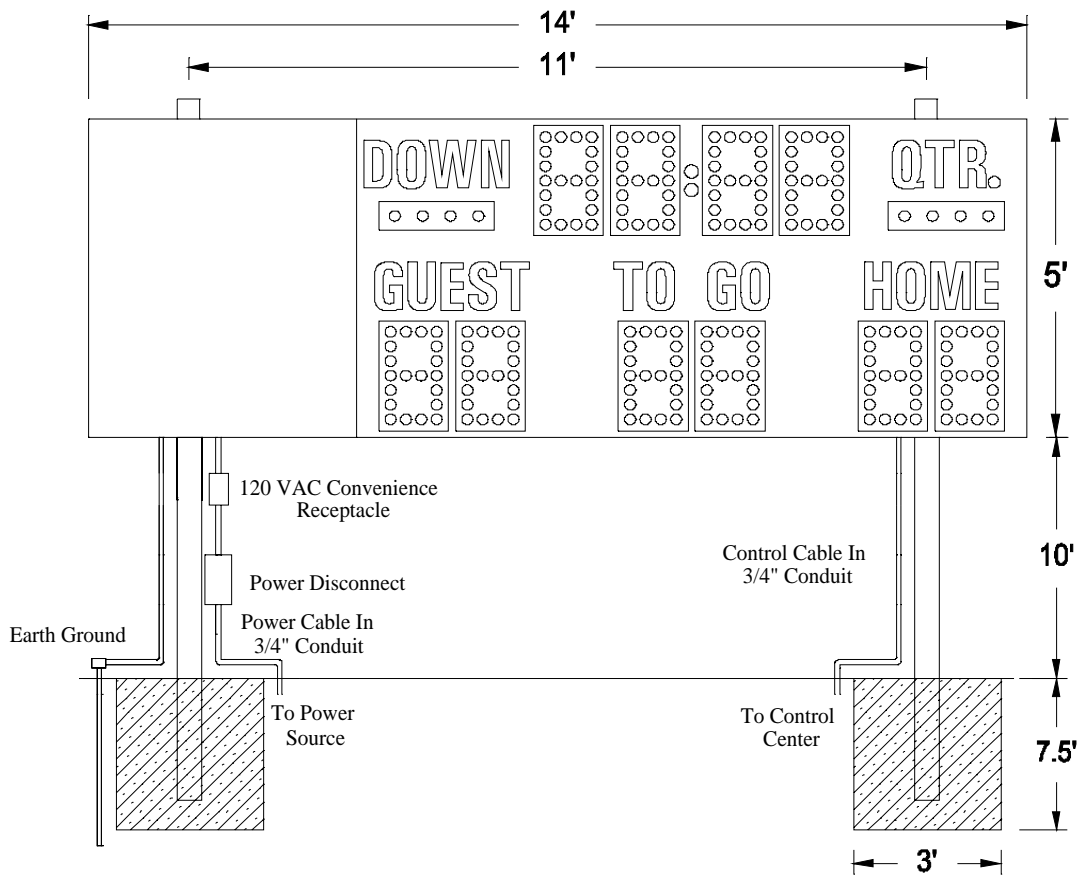 14'
11'
DOWN
QTR.
5'
GUEST TO GO HOME
120 VAC Convenience
Receptacle
10'
Control Cable In
3/4" Conduit
Power Disconnect
Power Cable In
3/4" Conduit
Earth Ground
To Power
Source
To Control
Center
7.5'
3'